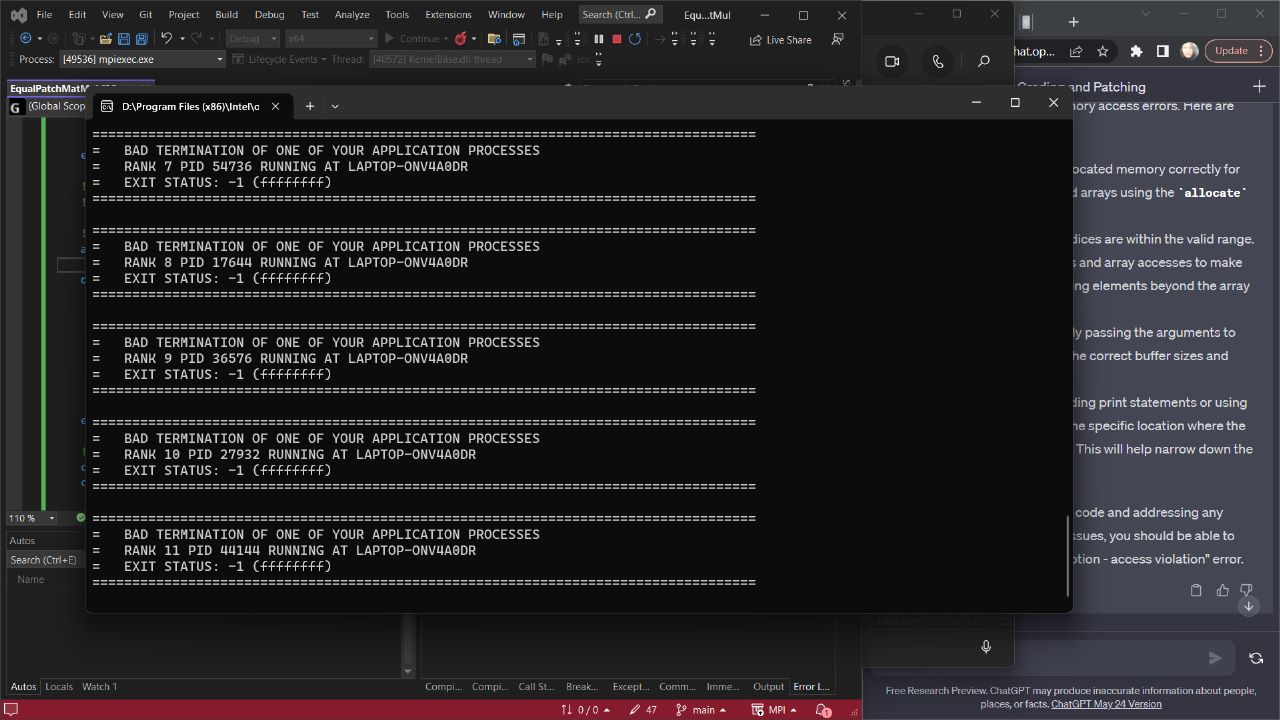 File Edit View Git Project Build Debug Test Analyze Tools Extensions Window Help Search (Ctrl... Equ...tMul
Debug x64 Continue Live Share
Process: [49536] mpiexec.exe Lifecycle Events Thread: [40572] KernelBase.dll thread
EqualPatchMatM
(Global Scop
D:\Program Files (x86)\Intel\o
========================================================================
= BAD TERMINATION OF ONE OF YOUR APPLICATION PROCESSES
= RANK 7 PID 54736 RUNNING AT LAPTOP-ONV4A0DR
= EXIT STATUS: -1 (ffffffff)
===================================================================================
===================================================================================
= BAD TERMINATION OF ONE OF YOUR APPLICATION PROCESSES
= RANK 8 PID 17644 RUNNING AT LAPTOP-ONV4A0DR
= EXIT STATUS: -1 (ffffffff)
===================================================================================
===================================================================================
= BAD TERMINATION OF ONE OF YOUR APPLICATION PROCESSES
= RANK 9 PID 36576 RUNNING AT LAPTOP-ONV4A0DR
= EXIT STATUS: -1 (ffffffff)
===================================================================================
===================================================================================
= BAD TERMINATION OF ONE OF YOUR APPLICATION PROCESSES
= RANK 10 PID 27932 RUNNING AT LAPTOP-ONV4A0DR
= EXIT STATUS: -1 (ffffffff)
===================================================================================
===================================================================================
= BAD TERMINATION OF ONE OF YOUR APPLICATION PROCESSES
= RANK 11 PID 44144 RUNNING AT LAPTOP-ONV4A0DR
= EXIT STATUS: -1 (ffffffff)
===================================================================================
110 %
Autos
Search (Ctrl+E)
Name
Autos Locals Watch 1 Compi... Compi... Call St... Break... Except... Comm... Imme... Output Error L...
0 / 0 47 main MPI 1
hat.op... Update
Grading and Patching
ory access errors. Here are
ocated memory correctly for
d arrays using the `allocate`
dices are within the valid range.
s and array accesses to make
ng elements beyond the array
ly passing the arguments to
he correct buffer sizes and
ding print statements or using
he specific location where the
This will help narrow down the
code and addressing any
ssues, you should be able to
ption - access violation" error.
Free Research Preview. ChatGPT may produce inaccurate information about people,
places, or facts. ChatGPT May 24 Version